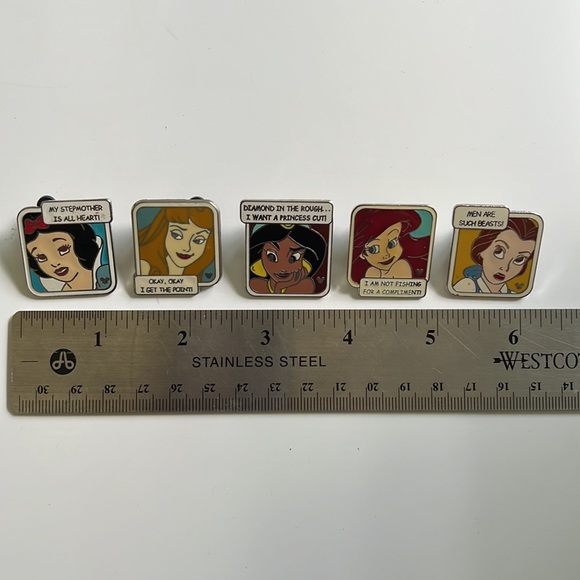 MY STEPMOTHER
IS ALL HEART!
OKAY, OKAY
I GET THE POINT!
DIAMOND IN THE ROUGH...
I WANT A PRINCESS CUT!
I AM NOT FISHING
FOR A COMPLIMENT!
MEN ARE
SUCH BEASTS!
1 2 3 4 5 6
STAINLESS STEEL
WESTCO
30 29 28 27 26 25 24 23 22 21 20 19 18 17 16 15 14